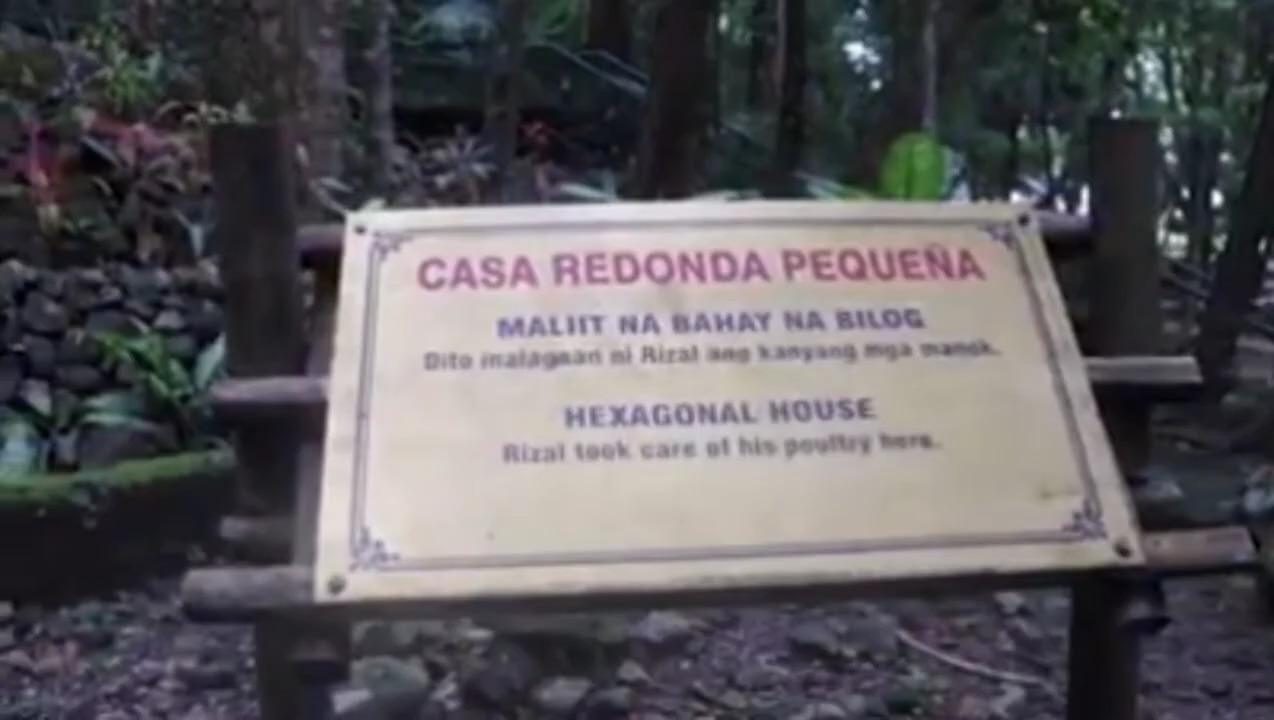 CASA REDONDA PEQUEÑA
MALIIT NA BAHAY NA BILOG
Dito inalagaan ni Rizal ang kanyang mga manok.
HEXAGONAL HOUSE
Rizal took care of his poultry here.